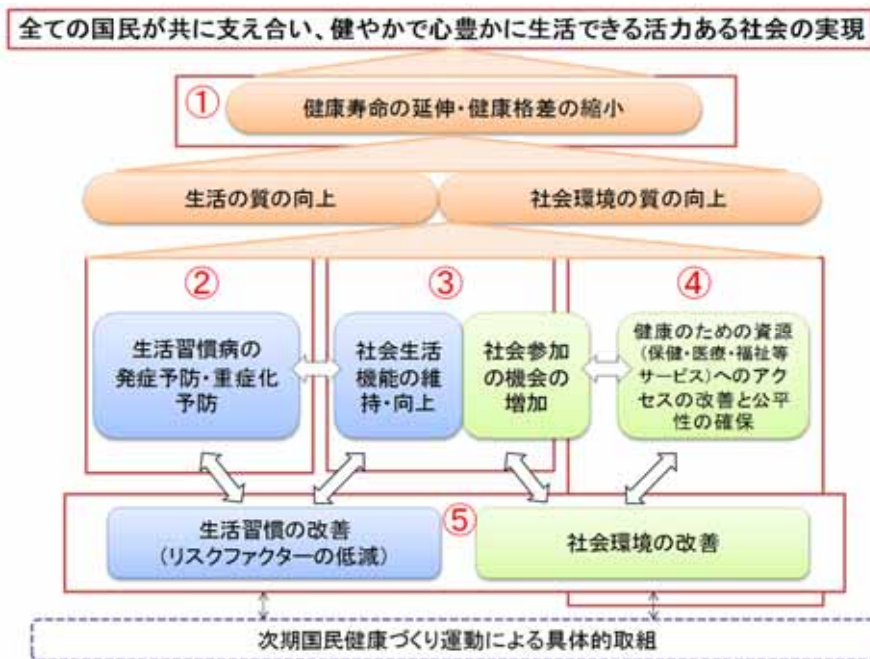 全ての国民が共に支え合い、健やかで心豊かに生活できる活力ある社会の実現
①
健康寿命の延伸・健康格差の縮小
生活の質の向上
社会環境の質の向上
②
生活習慣病の
発症予防・重症化
予防
③
社会生活
機能の維
持・向上
社会参加
の機会の
増加
④
健康のための資源
(保健・医療・福祉等
サービス)へのアク
セスの改善と公平
性の確保
⑤
生活習慣の改善
(リスクファクターの低減)
社会環境の改善
次期国民健康づくり運動による具体的取組